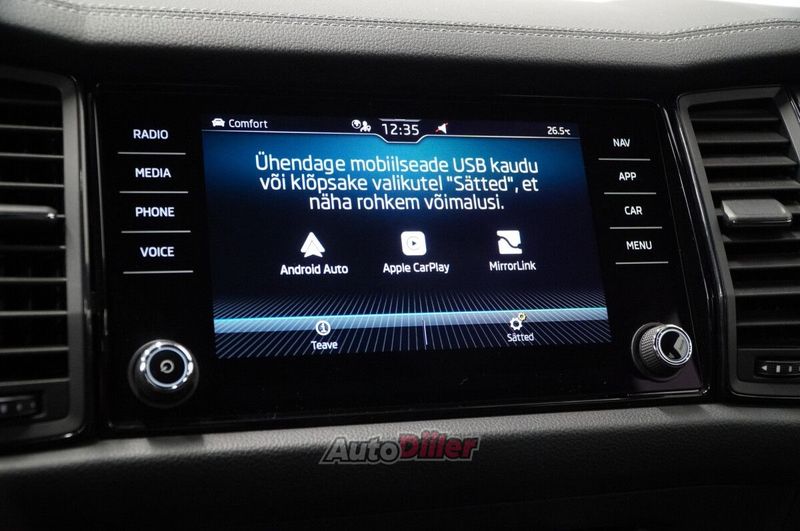 Comfort
12:35
26.5℃
RADIO
MEDIA
PHONE
VOICE
Ühendage mobiilseade USB kaudu
või klõpsake valikutel "Sätted", et
näha rohkem võimalusi.
Android Auto
Apple CarPlay
MirrorLink
Teave
Sätted
NAV
APP
CAR
MENU
AutoDiller